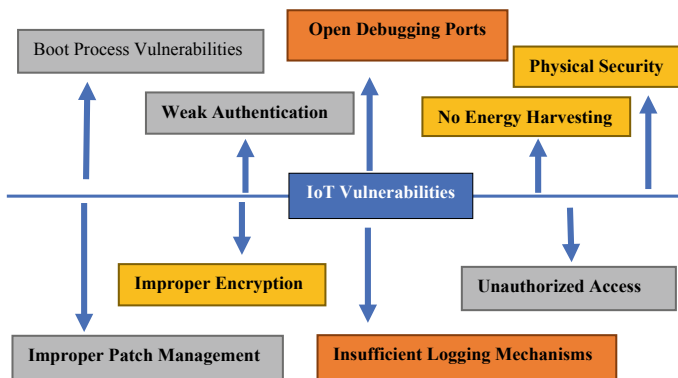 Open Debugging Ports
Boot Process Vulnerabilities
Physical Security
Weak Authentication
No Energy Harvesting
IoT Vulnerabilities
Improper Encryption
Unauthorized Access
Improper Patch Management
Insufficient Logging Mechanisms